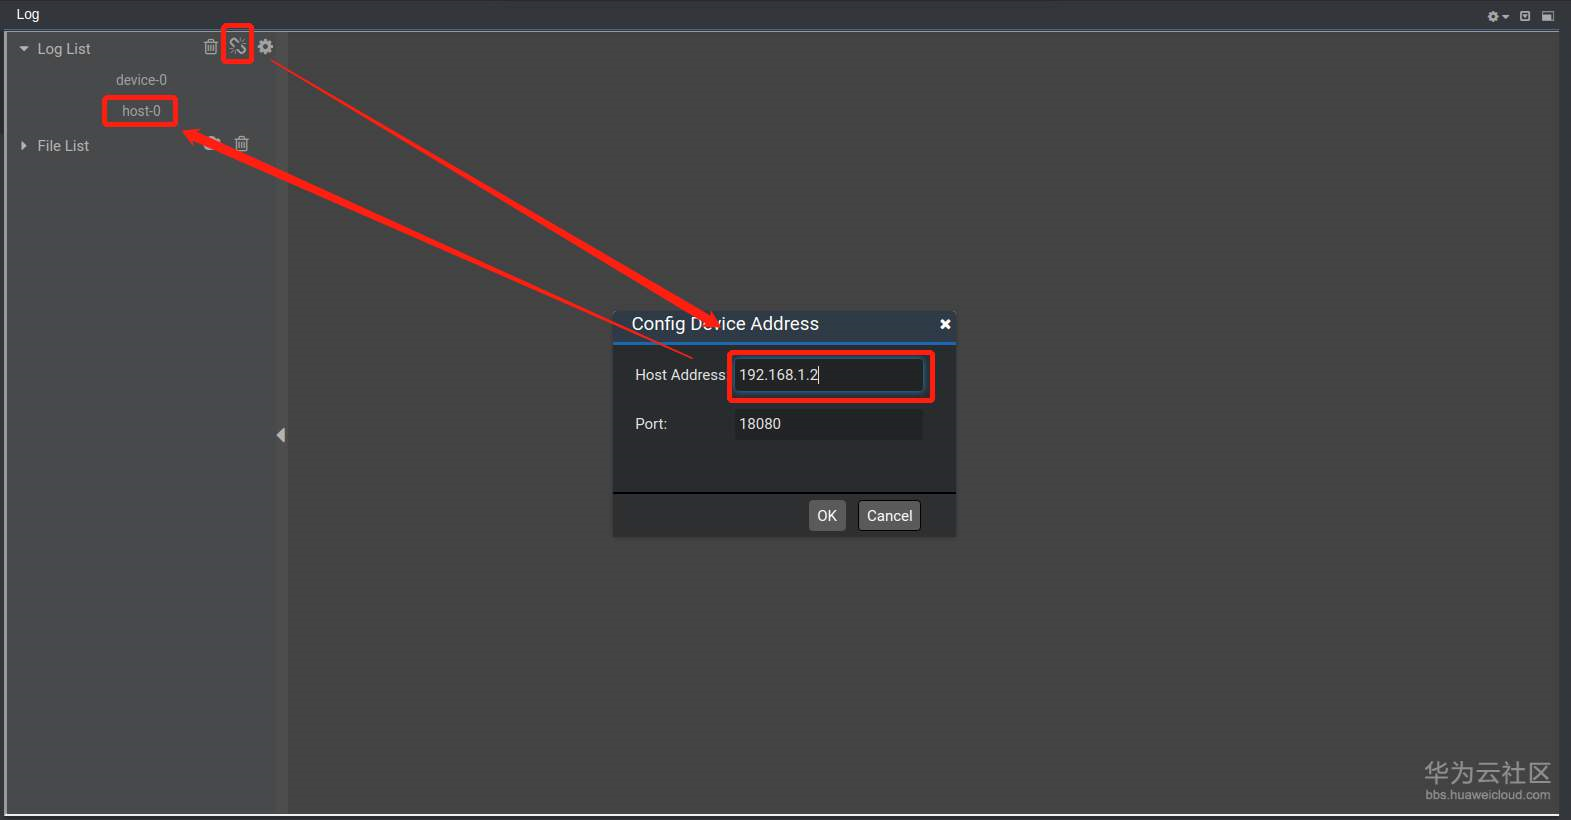 Log
Log List
device-0
host-0
File List
Config Device Address
Host Address
192.168.1.2
Port:
18080
OK
Cancel
华为云社区
bbs.huaweicloud.com